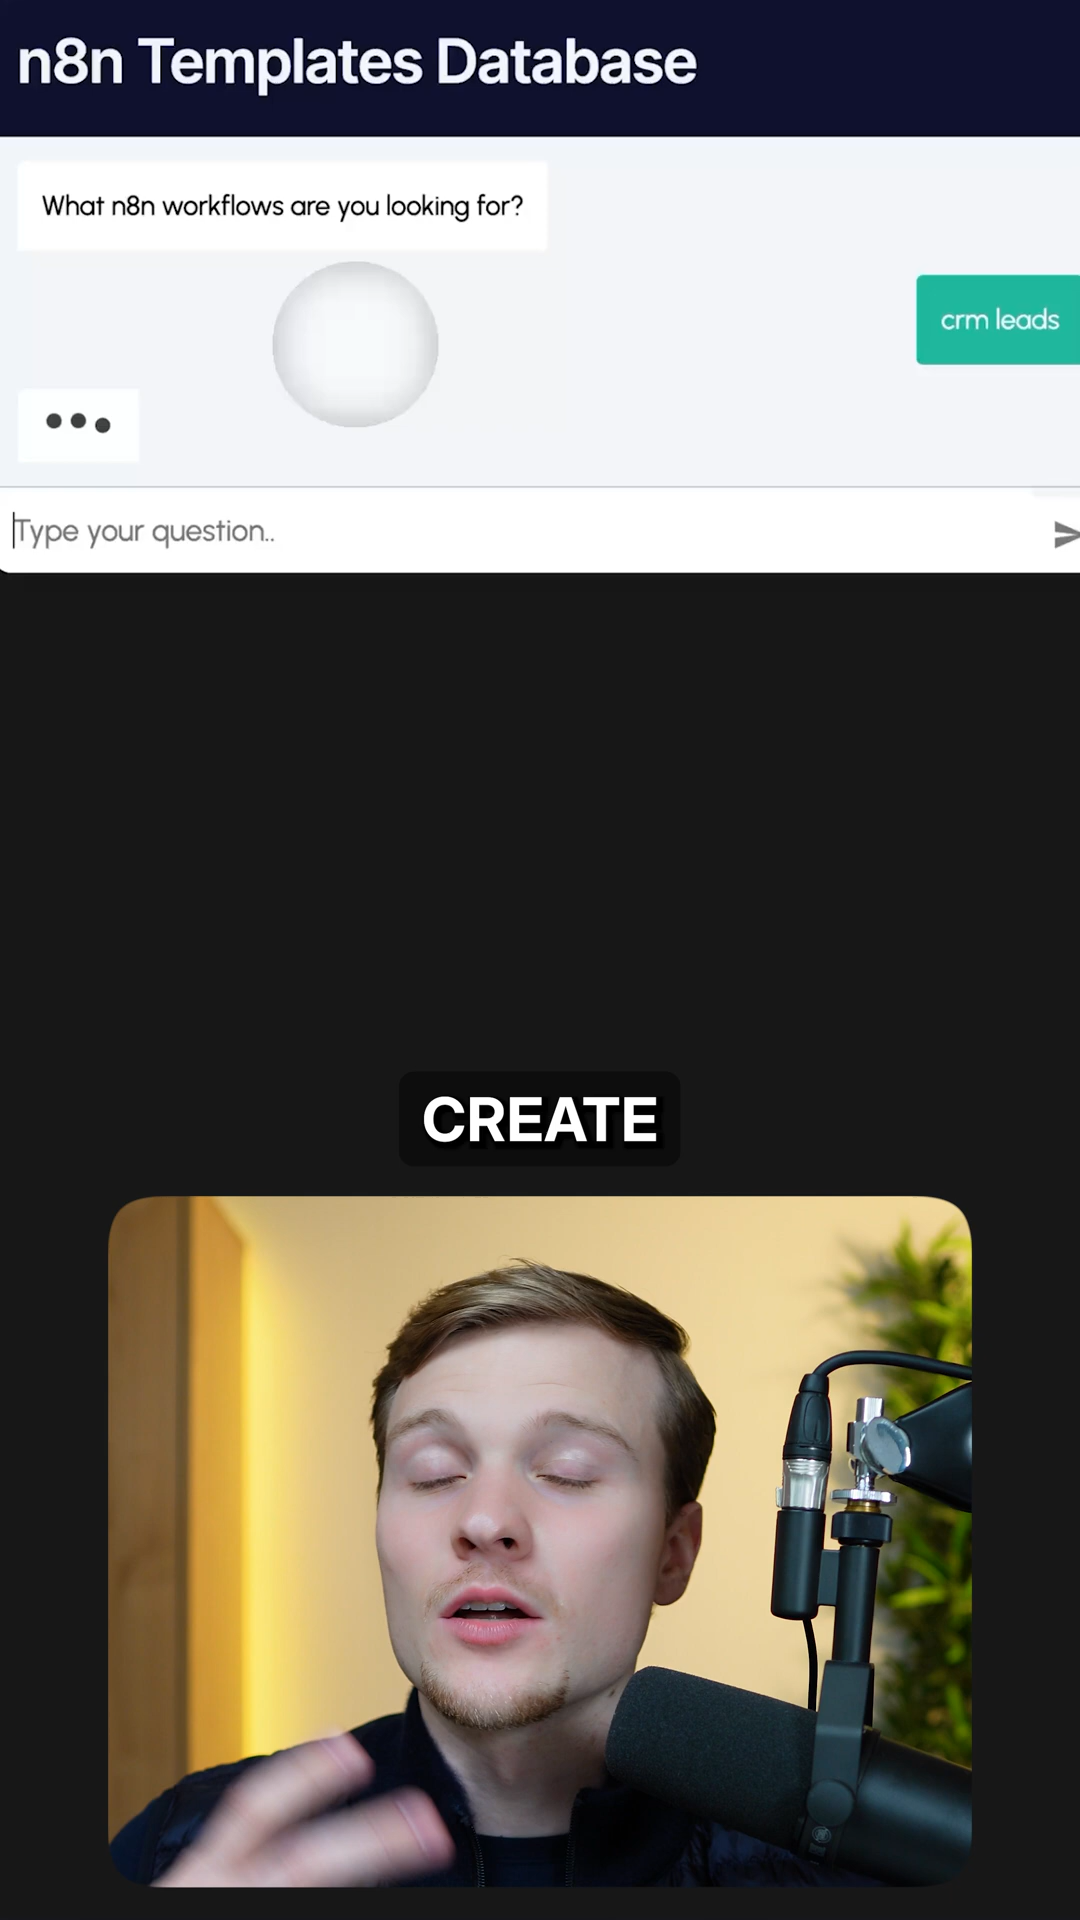 n8n Templates Database
What n8n workflows are you looking for?
crm leads
Type your question..
CREATE